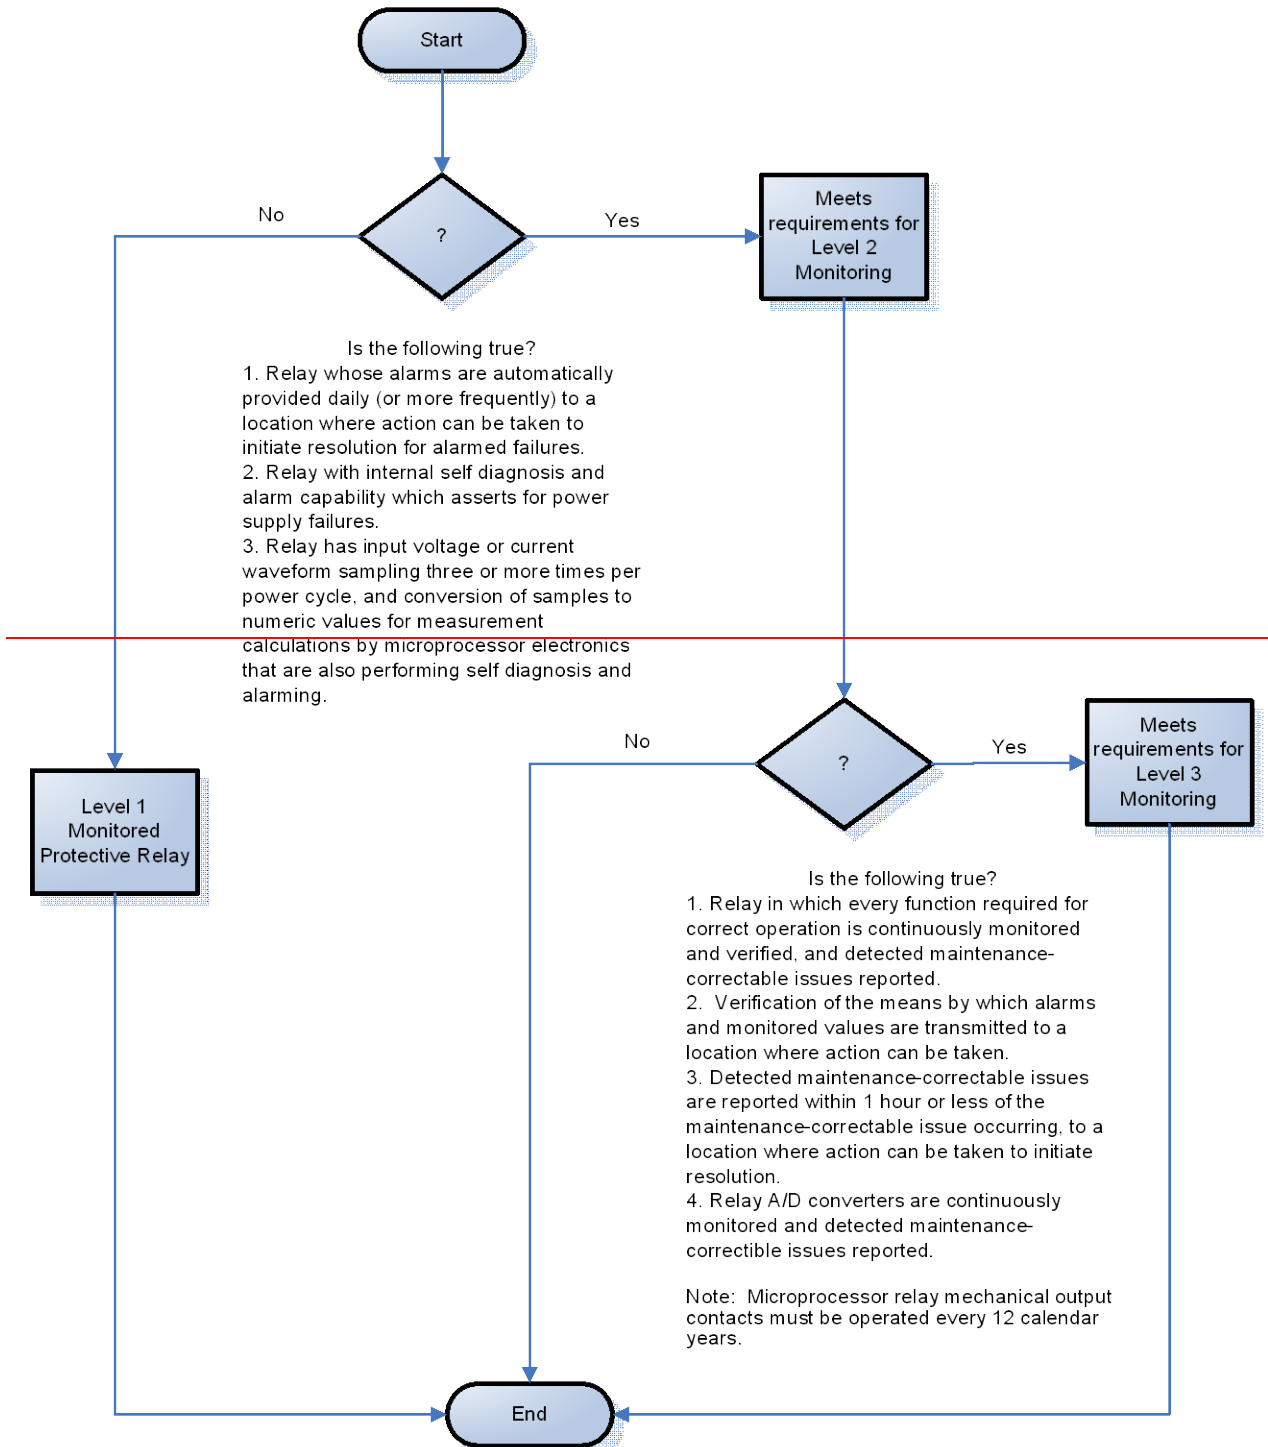 Start
No
?
Yes
Meets
requirements for
Level 2
Monitoring
Is the following true?
1. Relay whose alarms are automatically
provided daily (or more frequently) to a
location where action can be taken to
initiate resolution for alarmed failures.
2. Relay with internal self diagnosis and
alarm capability which asserts for power
supply failures.
3. Relay has input voltage or current
waveform sampling three or more times per
power cycle, and conversion of samples to
numeric values for measurement
calculations by microprocessor electronics
that are also performing self diagnosis and
alarming.
Level 1
Monitored
Protective Relay
No
?
Yes
Meets
requirements for
Level 3
Monitoring
Is the following true?
1. Relay in which every function required for
correct operation is continuously monitored
and verified, and detected maintenance-
correctable issues reported.
2.  Verification of the means by which alarms
and monitored values are transmitted to a
location where action can be taken.
3. Detected maintenance-correctable issues
are reported within 1 hour or less of the
maintenance-correctable issue occurring, to a
location where action can be taken to initiate
resolution.
4. Relay A/D converters are continuously
monitored and detected maintenance-
correctible issues reported.
Note:  Microprocessor relay mechanical output
contacts must be operated every 12 calendar
years.
End